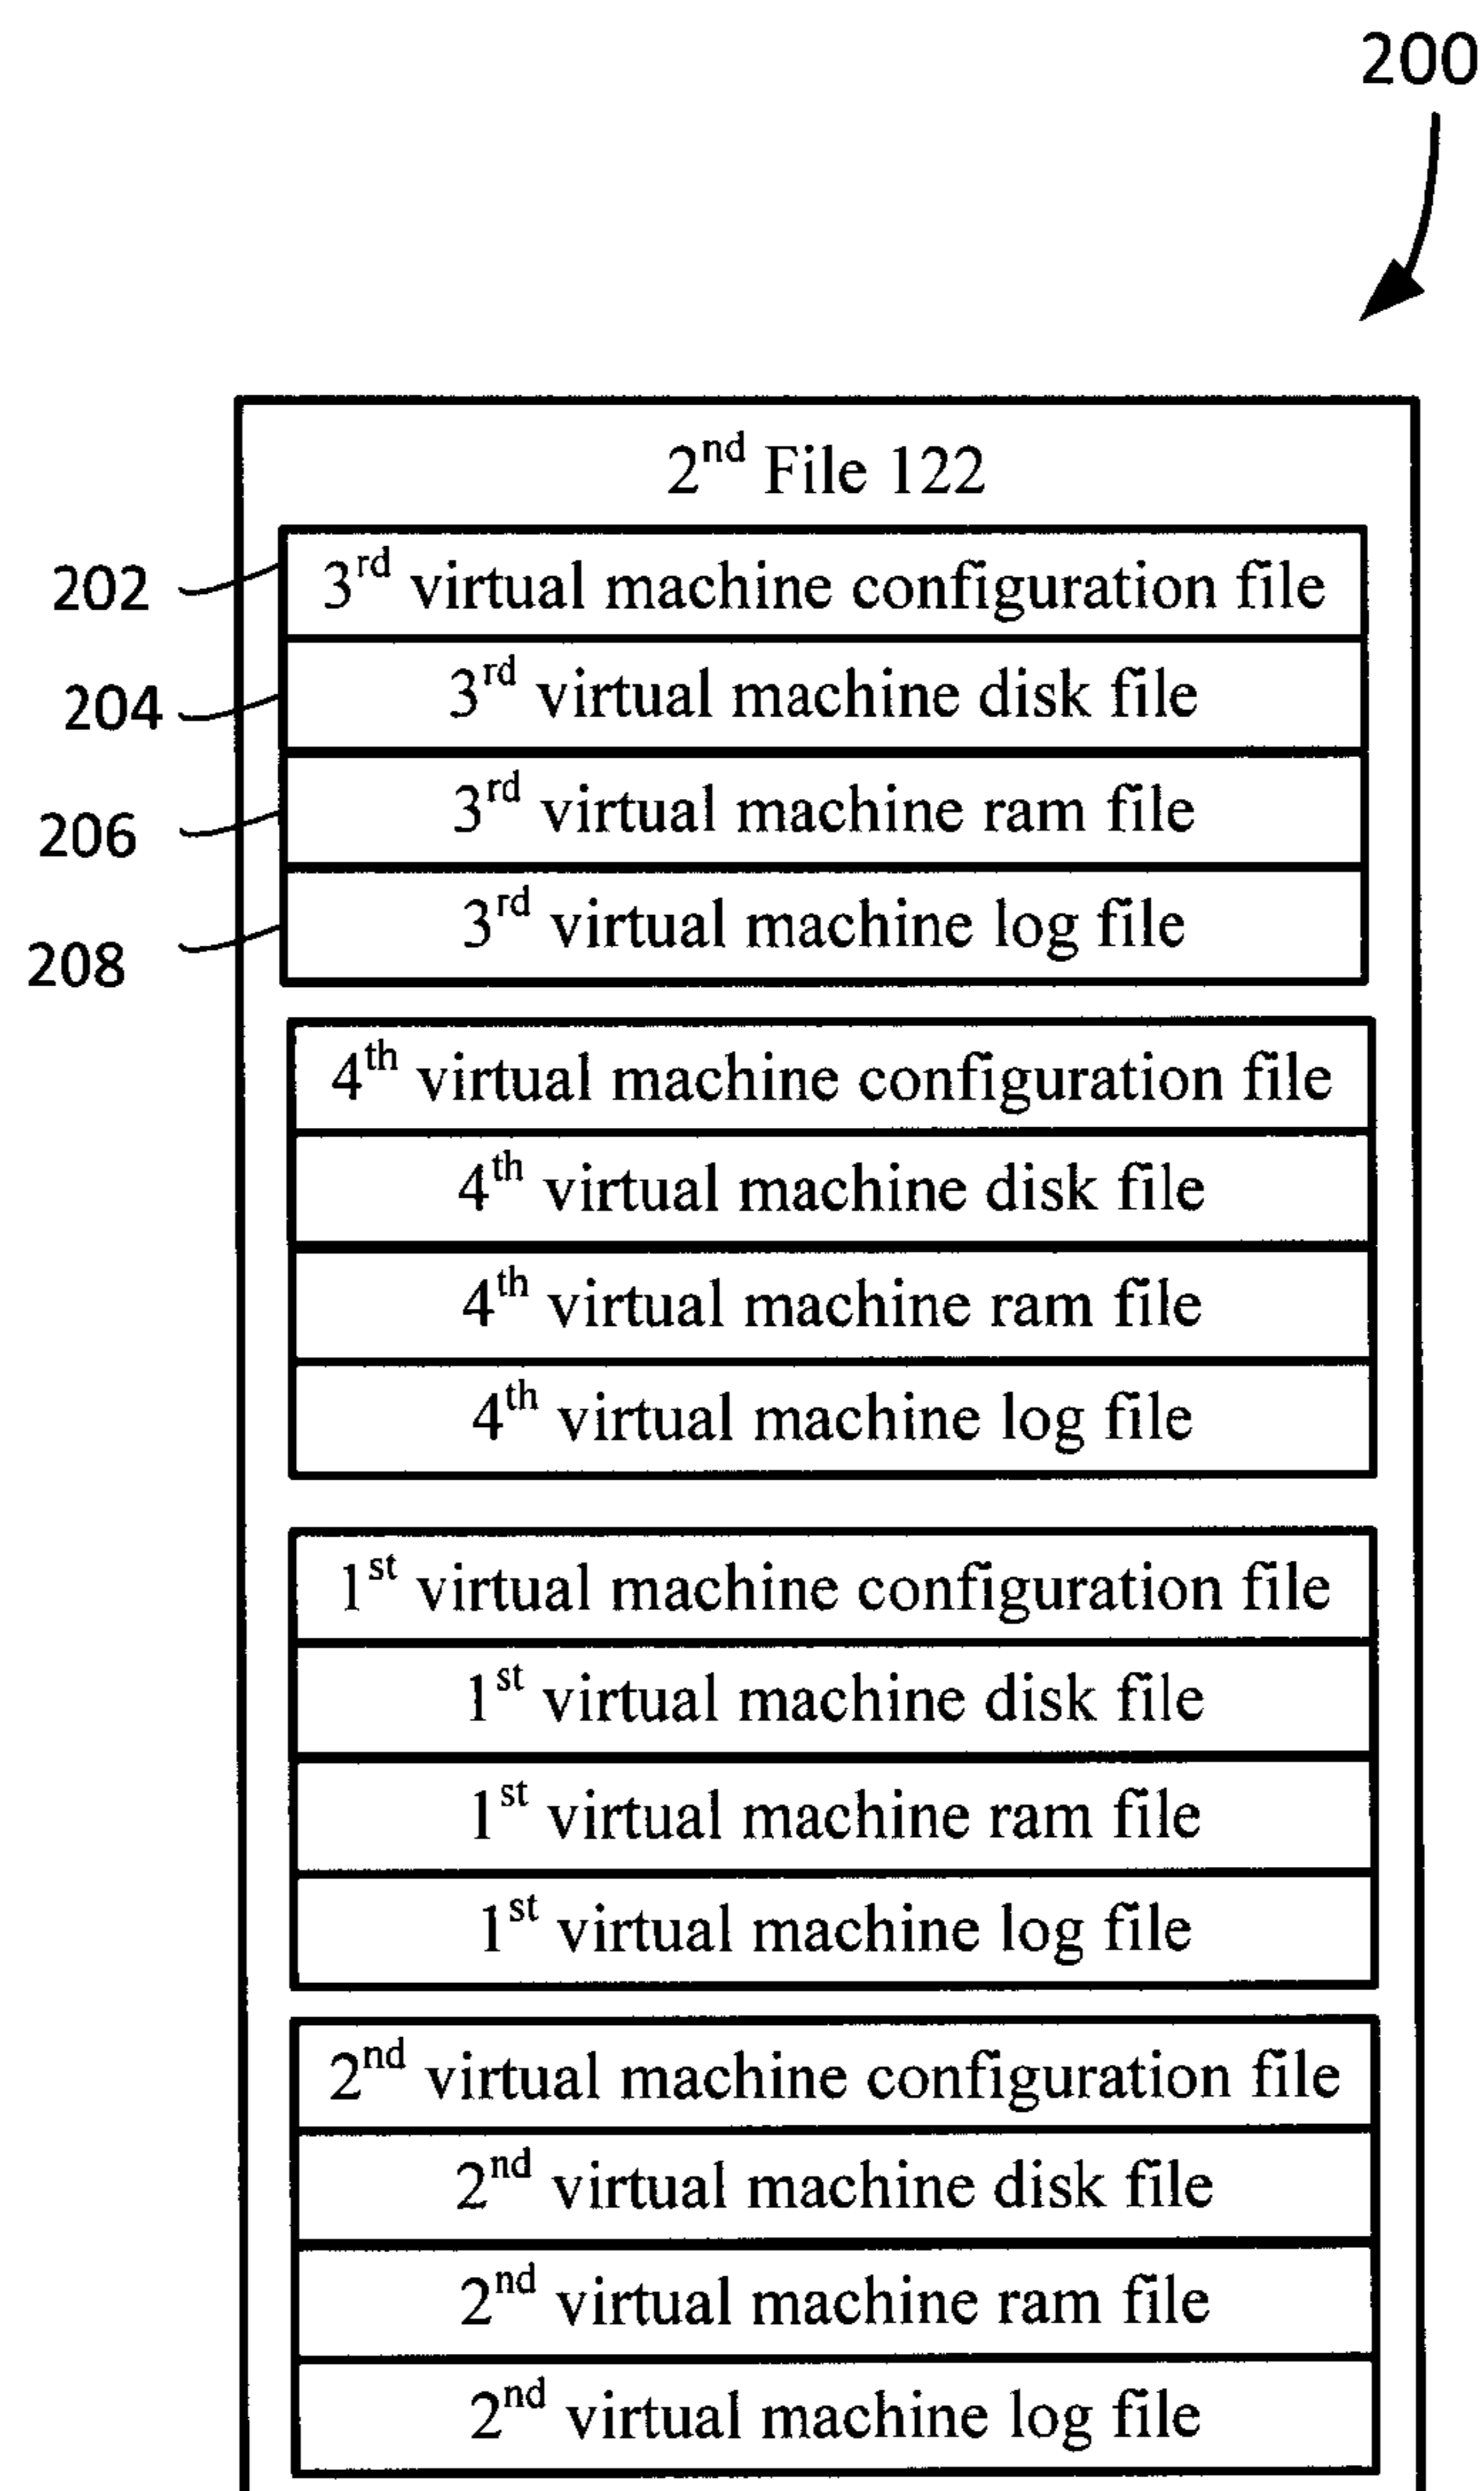 200
2nd File 122
202 3rd virtual machine configuration file
204 3rd virtual machine disk file
206 3rd virtual machine ram file
208 3rd virtual machine log file
4th virtual machine configuration file
4th virtual machine disk file
4th virtual machine ram file
4th virtual machine log file
1st virtual machine configuration file
1st virtual machine disk file
1st virtual machine ram file
1st virtual machine log file
2nd virtual machine configuration file
2nd virtual machine disk file
2nd virtual machine ram file
2nd virtual machine log file